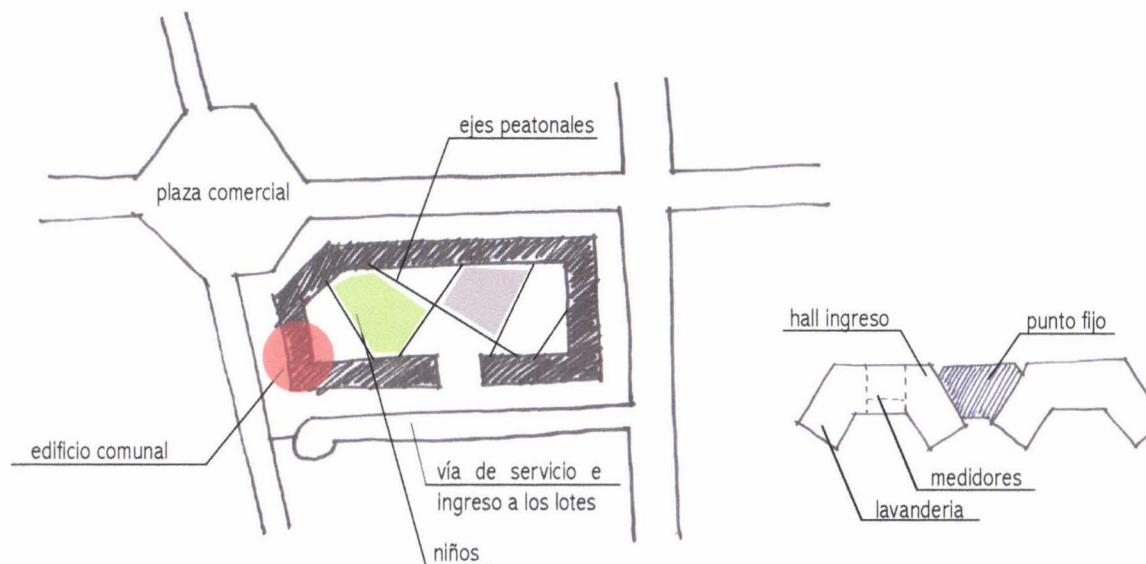 ejes peatonales
plaza comercial
hall ingreso
punto fijo
edificio comunal
vía de servicio e
ingreso a los lotes
medidores
lavanderia
niños